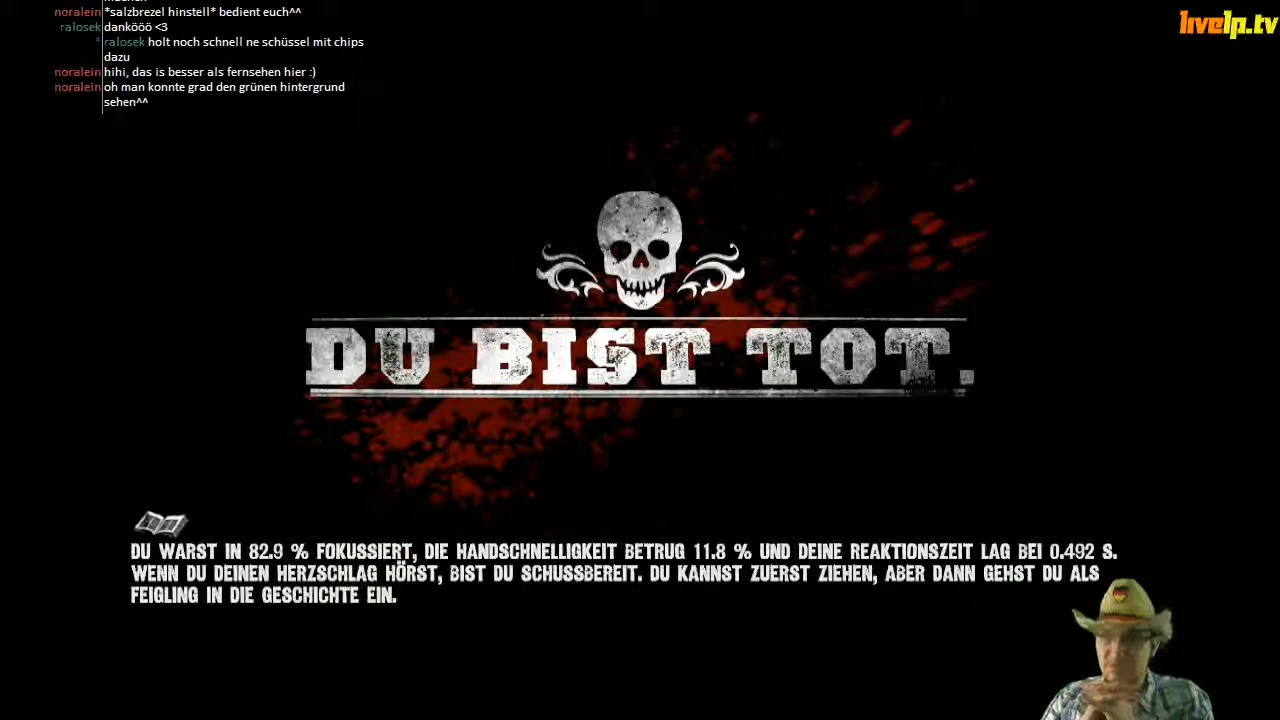 noralein *salzbrezel hinstell* bedient euch^^
ralosek dankööö <3
* ralosek holt noch schnell ne schüssel mit chips
dazu
noralein hihi, das is besser als fernsehen hier :)
noralein oh man konnte grad den grünen hintergrund
sehen^^
livelp.tv
DU BIST TOT.
DU WARST IN 82.9 % FOKUSSIERT, DIE HANDSCHNELLIGKEIT BETRUG 11.8 % UND DEINE REAKTIONSZEIT LAG BEI 0.492 S.
WENN DU DEINEN HERZSCHLAG HÖRST, BIST DU SCHUSSBEREIT. DU KANNST ZUERST ZIEHEN, ABER DANN GEHST DU ALS
FEIGLING IN DIE GESCHICHTE EIN.